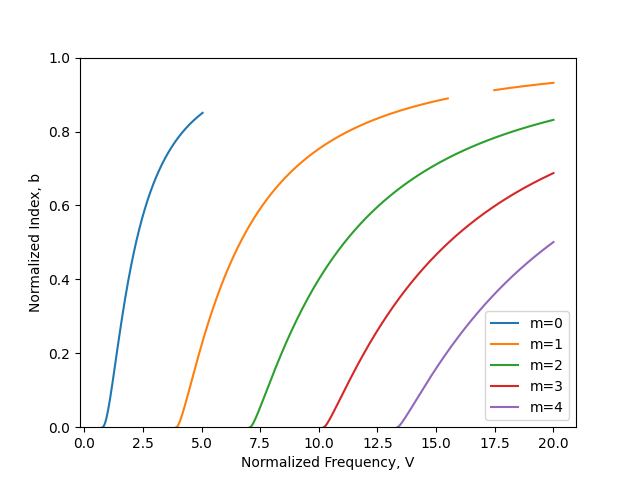 1.0
0.8
0.6
0.4
0.2
0.0
Normalized Index, b
0.0 2.5 5.0 7.5 10.0 12.5 15.0 17.5 20.0
Normalized Frequency, V
m=0
m=1
m=2
m=3
m=4